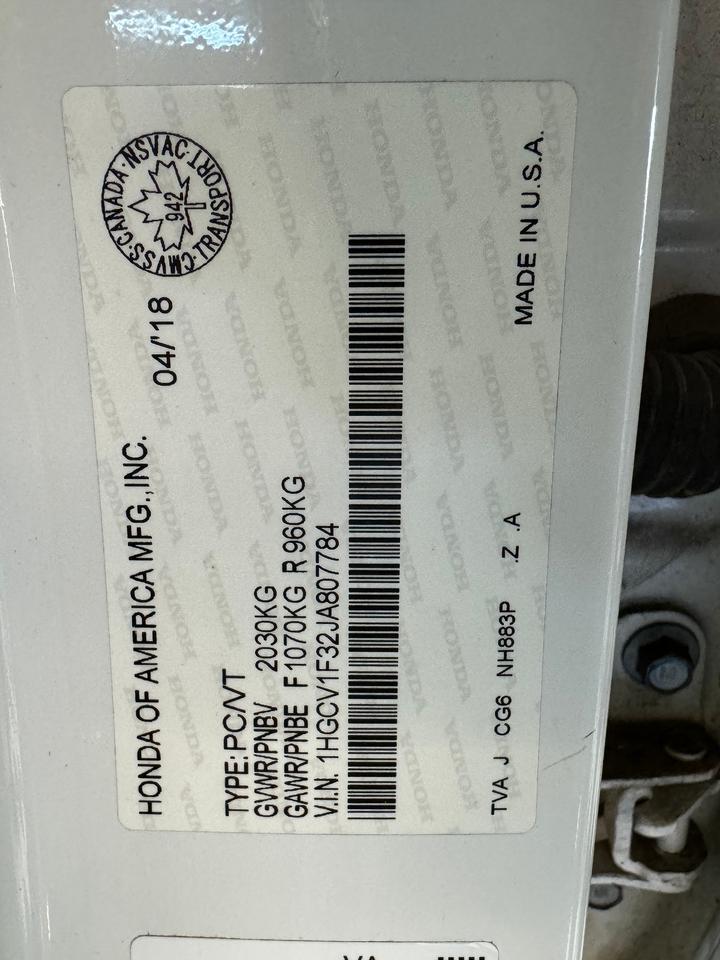 HONDA OF AMERICA MFG.,INC. 04/'18
CMVSS·CANADA·NSVAC·TRANSPORT·
942
TYPE: PC/VT
GVWR/PNBV 2030KG
GAWR/PNBE F 1070KG R 960KG
V.I.N. 1HGCV1F32JA807784
TVA J CG6 NH883P .Z .A MADE IN U.S.A.